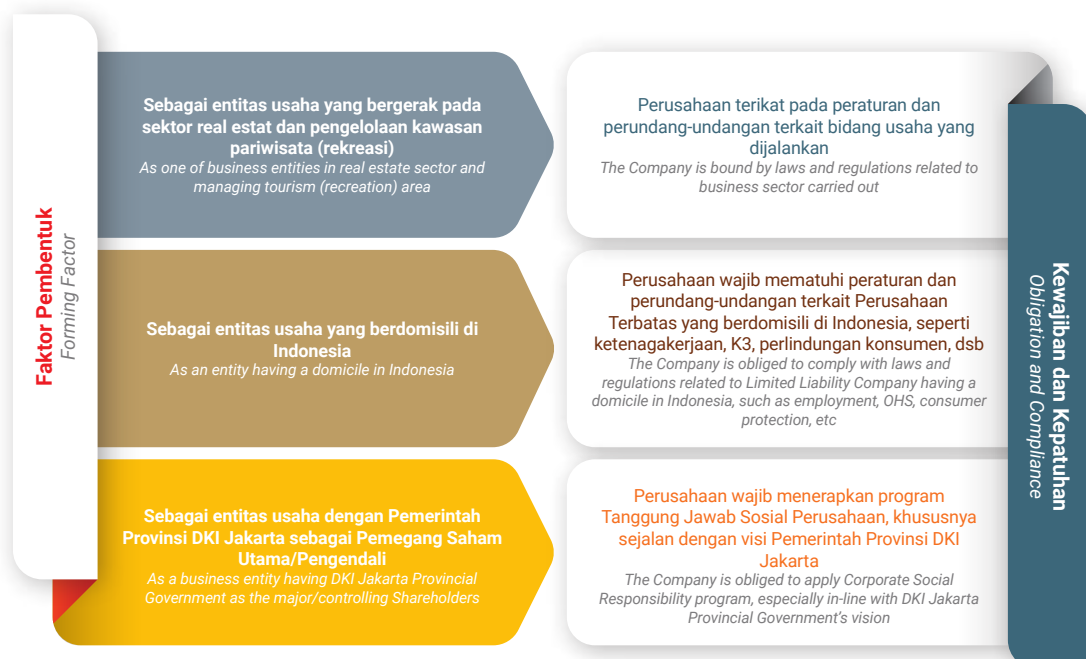 Faktor Pembentuk
Forming Factor
Sebagai entitas usaha yang bergerak pada
sektor real estat dan pengelolaan kawasan
pariwisata (rekreasi)
As one of business entities in real estate sector and
managing tourism (recreation) area
Perusahaan terikat pada peraturan dan
perundang-undangan terkait bidang usaha yang
dijalankan
The Company is bound by laws and regulations related to
business sector carried out
Sebagai entitas usaha yang berdomisili di
Indonesia
As an entity having a domicile in Indonesia
Perusahaan wajib mematuhi peraturan dan
perundang-undangan terkait Perusahaan
Terbatas yang berdomisili di Indonesia, seperti
ketenagakerjaan, K3, perlindungan konsumen, dsb
The Company is obliged to comply with laws and
regulations related to Limited Liability Company having a
domicile in Indonesia, such as employment, OHS, consumer
protection, etc
Sebagai entitas usaha dengan Pemerintah
Provinsi DKI Jakarta sebagai Pemegang Saham
Utama/Pengendali
As a business entity having DKI Jakarta Provincial
Government as the major/controlling Shareholders
Perusahaan wajib menerapkan program
Tanggung Jawab Sosial Perusahaan, khususnya
sejalan dengan visi Pemerintah Provinsi DKI
Jakarta
The Company is obliged to apply Corporate Social
Responsibility program, especially in-line with DKI Jakarta
Provincial Government's vision
Kewajiban dan Kepatuhan
Obligation and Compliance